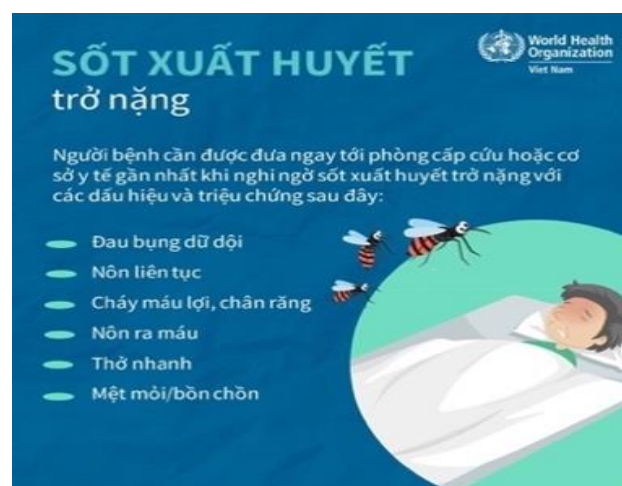 World Health
Organization
Viet Nam
SỐT XUẤT HUYẾT
trở nặng
Người bệnh cần được đưa ngay tới phòng cấp cứu hoặc cơ
sở y tế gần nhất khi nghi ngờ sốt xuất huyết trở nặng với
các dấu hiệu và triệu chứng sau đây:
Đau bụng dữ dội
Nôn liên tục
Chảy máu lợi, chân răng
Nôn ra máu
Thở nhanh
Mệt mỏi/bồn chồn